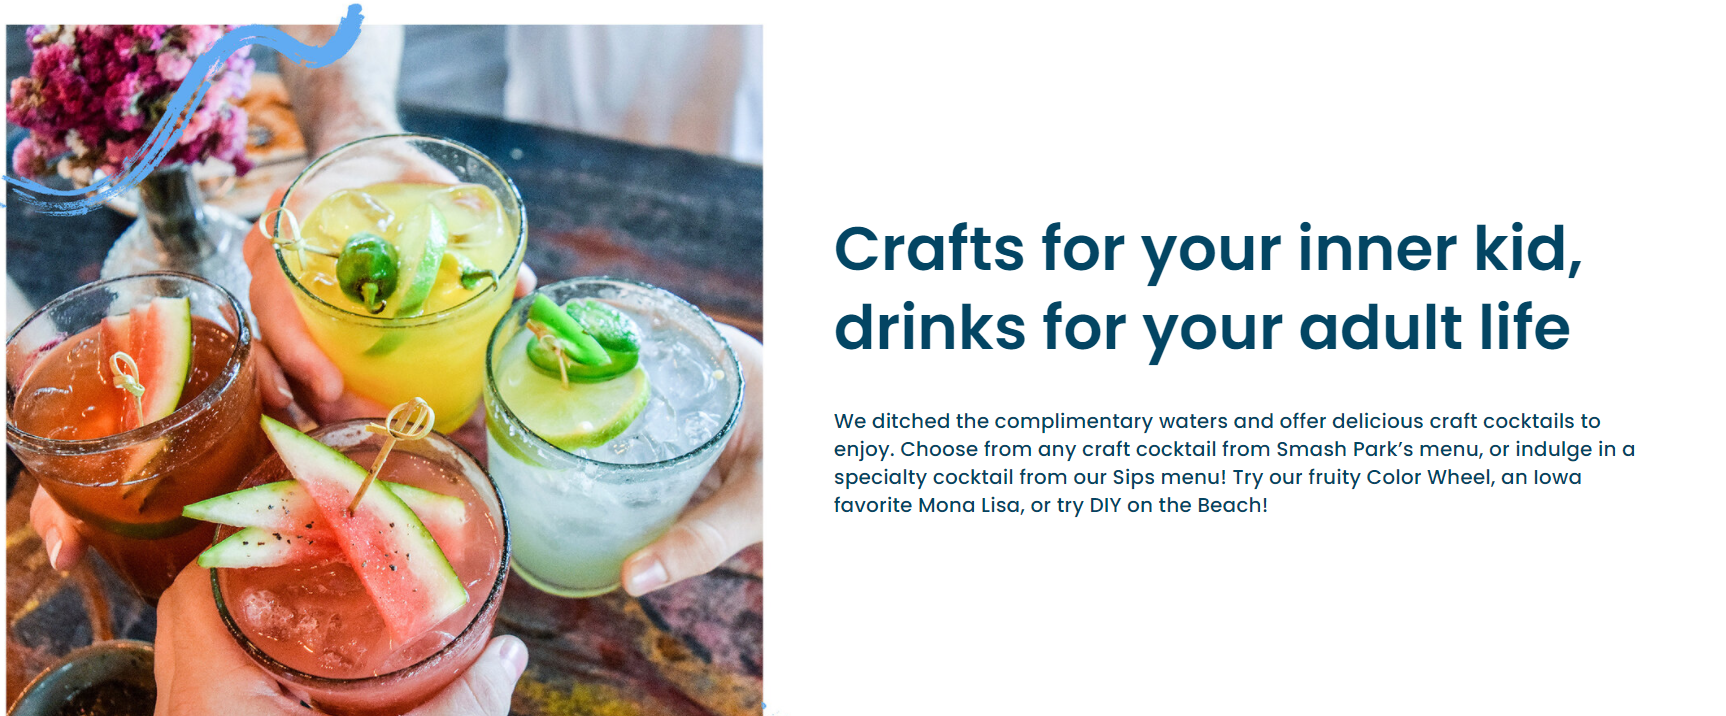 Crafts for your inner kid,
drinks for your adult life
We ditched the complimentary waters and offer delicious craft cocktails to
enjoy. Choose from any craft cocktail from Smash Park’s menu, or indulge in a
specialty cocktail from our Sips menu! Try our fruity Color Wheel, an Iowa
favorite Mona Lisa, or try DIY on the Beach!